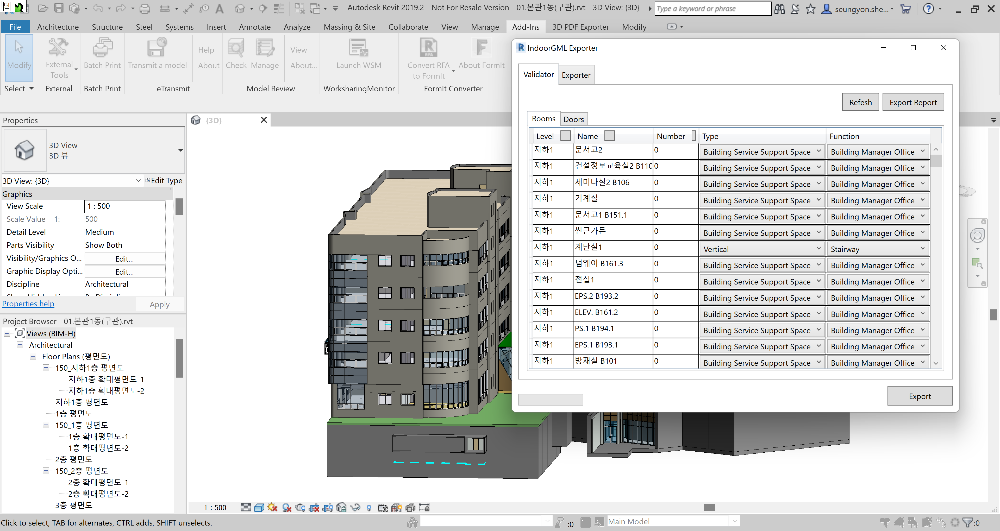 단
Autodesk Revit 2019.2 - Not For Resale Version - 01.본관1동(구관).rvt - 3D View: {3D}
Type a keyword or phrase
seungyon.she...
File Architecture Structure Steel Systems Insert Annotate Analyze Massing & Site Collaborate View Manage Add-Ins 3D PDF Exporter Modify
Modify
External Tools
Batch Print
Transmit a model
Help
About
Check
Manage
View
About...
Launch WSM
RFA
Convert RFA to FormIt
About FormIt
Select External Batch Print eTransmit Model Review WorksharingMonitor FormIt Converter
Properties
3D View
3D 뷰
3D View: {3D}
Edit Type
Graphics
View Scale 1 : 500
Scale Value 1: 500
Detail Level Medium
Parts Visibility Show Both
Visibility/Graphics O... Edit...
Graphic Display Opti... Edit...
Discipline Architectural
Show Hidden Lines By Discipline
Properties help
Apply
Project Browser - 01.본관1동(구관).rvt
Views (BIM-H)
Architectural
Floor Plans (평면도)
150_지하1층 평면도
지하1층 확대평면도-1
지하1층 확대평면도-2
지하1층 평면도
1층 평면도
150_1층 평면도
1층 확대평면도-1
1층 확대평면도-2
2층 평면도
150_2층 평면도
2층 확대평면도-1
2층 확대평면도-2
3층 평면도
{3D}
IndoorGML Exporter
Validator Exporter
Refesh Export Report
Rooms Doors
Level Name Number Type Function
지하1 문서고2 0 Building Service Support Space Building Manager Office
지하1 건설정보교육실2 B110 0 Building Service Support Space Building Manager Office
지하1 세미나실2 B106 0 Building Service Support Space Building Manager Office
지하1 기계실 0 Building Service Support Space Building Manager Office
지하1 문서고1 B151.1 0 Building Service Support Space Building Manager Office
지하1 썬큰가든 0 Building Service Support Space Building Manager Office
지하1 계단실1 0 Vertical Stairway
지하1 덤웨이 B161.3 0 Building Service Support Space Building Manager Office
지하1 전실1 0 Building Service Support Space Building Manager Office
지하1 EPS.2 B193.2 0 Building Service Support Space Building Manager Office
지하1 ELEV. B161.2 0 Building Service Support Space Building Manager Office
지하1 PS.1 B194.1 0 Building Service Support Space Building Manager Office
지하1 EPS.1 B193.1 0 Building Service Support Space Building Manager Office
지하1 방재실 B101 0 Building Service Support Space Building Manager Office
Export
1 : 500
Click to select, TAB for alternates, CTRL adds, SHIFT unselects.
:0
Main Model
:0